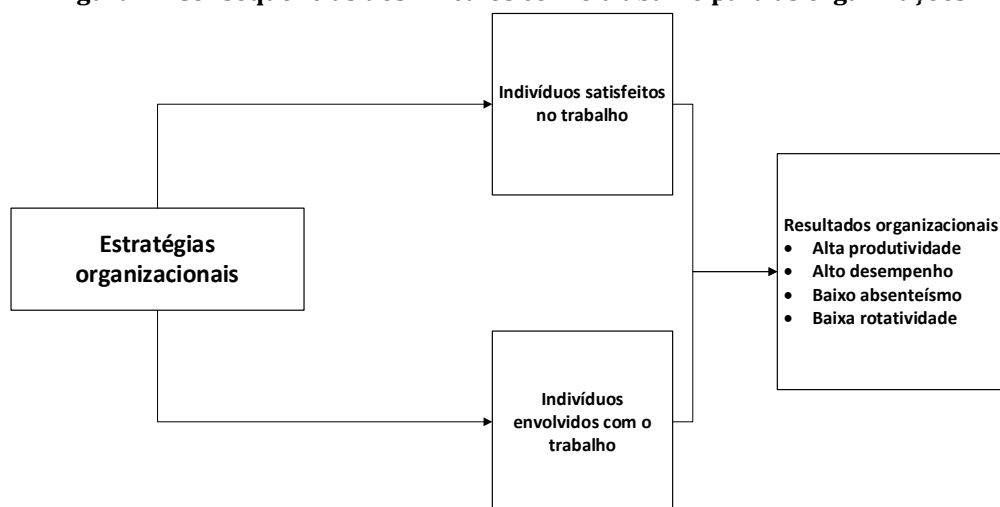 Indivíduos satisfeitos
no trabalho
Estratégias
organizacionais
Resultados organizacionais
• Alta produtividade
• Alto desempenho
• Baixo absenteísmo
• Baixa rotatividade
Indivíduos
envolvidos com o
trabalho